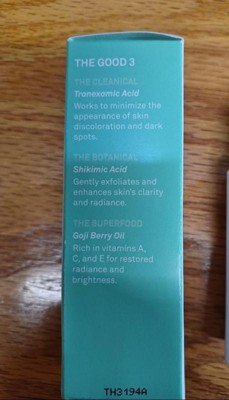 THE GOOD 3
THE CLEANICAL
Tranexamic Acid
Works to minimize the
appearance of skin
discoloration and dark
spots.
THE BOTANICAL
Shikimic Acid
Gently exfoliates and
enhances skin's clarity
and radiance.
THE SUPERFOOD
Goji Berry Oil
Rich in vitamins A,
C, and E for restored
radiance and
brightness.
TH3194A